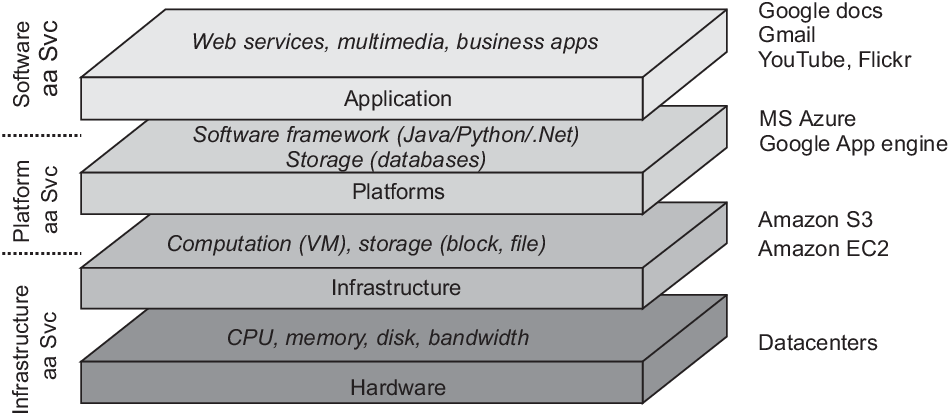 Software
aa Svc
Web services, multimedia, business apps
Application
Google docs
Gmail
YouTube, Flickr
Platform
aa Svc
Software framework (Java/Python/.Net)
Storage (databases)
Platforms
MS Azure
Google App engine
Infrastructure
aa Svc
Computation (VM), storage (block, file)
Infrastructure
Amazon S3
Amazon EC2
CPU, memory, disk, bandwidth
Hardware
Datacenters